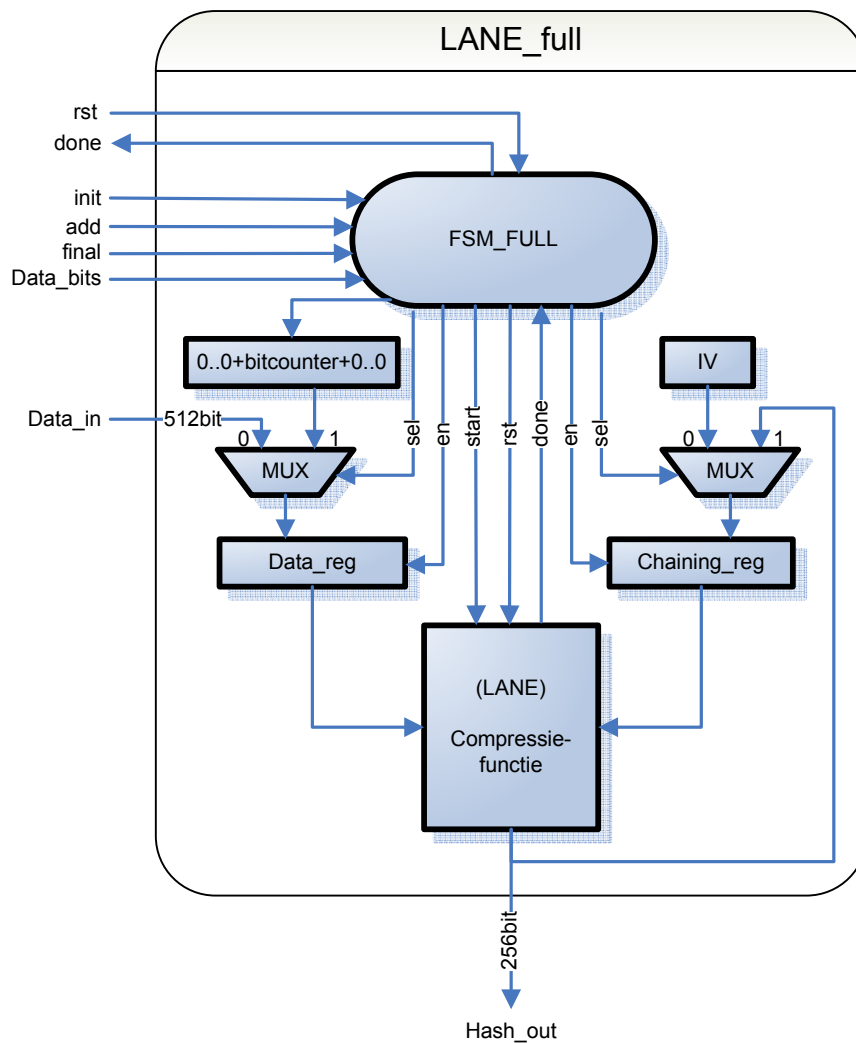 LANE_full
rst
done
init
add
final
Data_bits
FSM_FULL
0..0+bitcounter+0..0
IV
Data_in
512bit
0
1
MUX
sel
en
start
rst
done
en
sel
0
1
MUX
Data_reg
Chaining_reg
(LANE)
Compressie-
functie
256bit
Hash_out